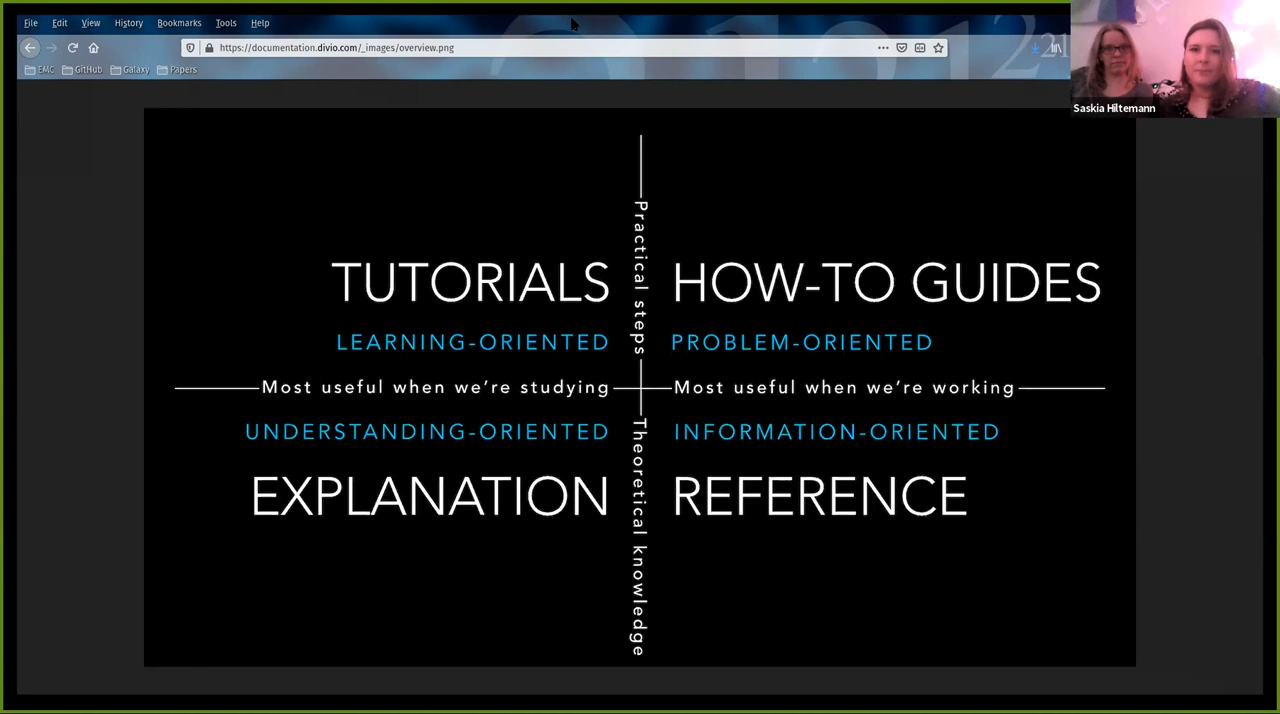 File Edit View History Bookmarks Tools Help
https://documentation.divio.com/_images/overview.png
EMC GitHub Galaxy Papers
Saskia Hiltemann
Practical steps
TUTORIALS HOW-TO GUIDES
LEARNING-ORIENTED PROBLEM-ORIENTED
Most useful when we're studying Most useful when we're working
UNDERSTANDING-ORIENTED INFORMATION-ORIENTED
EXPLANATION REFERENCE
Theoretical knowledge